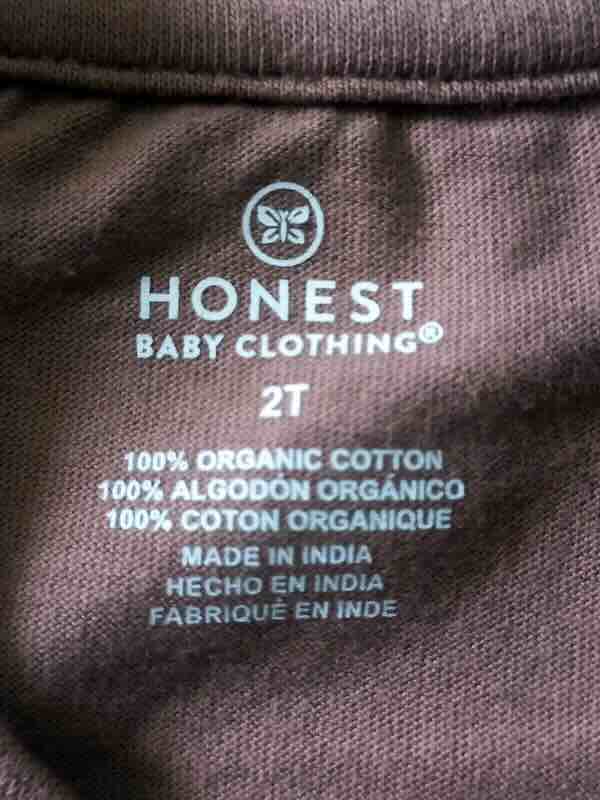 HONEST
BABY CLOTHING®
2T
100% ORGANIC COTTON
100% ALGODÓN ORGÁNICO
100% COTON ORGANIQUE
MADE IN INDIA
HECHO EN INDIA
FABRIQUÉ EN INDE